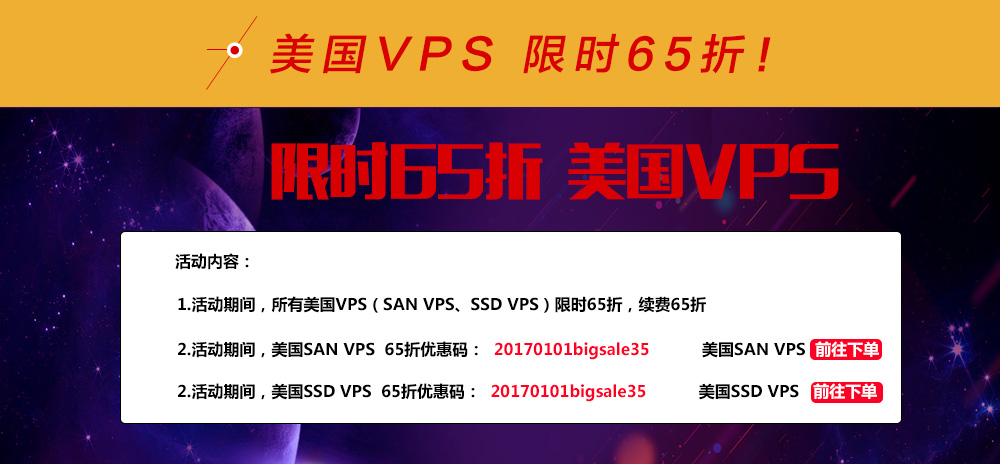 美国VPS 限时65折!
限时65折 美国VPS
活动内容：
1.活动期间，所有美国VPS（SAN VPS、SSD VPS）限时65折，续费65折
2.活动期间，美国SAN VPS 65折优惠码： 20170101bigsale35 美国SAN VPS 前往下单
2.活动期间，美国SSD VPS 65折优惠码： 20170101bigsale35 美国SSD VPS 前往下单